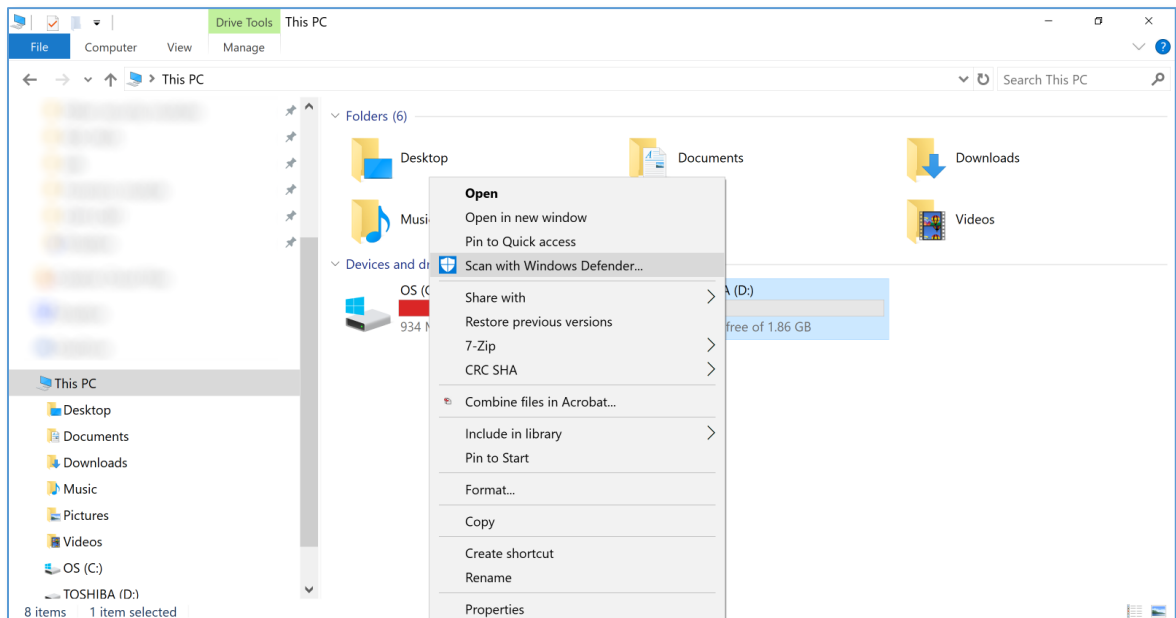 Drive Tools This PC
File Computer View Manage
This PC Search This PC
Folders (6)
Desktop
Documents
Downloads
Musi
Videos
Devices and dr
OS (C
934 M
A (D:)
free of 1.86 GB
Open
Open in new window
Pin to Quick access
Scan with Windows Defender...
Share with
Restore previous versions
7-Zip
CRC SHA
Combine files in Acrobat...
Include in library
Pin to Start
Format...
Copy
Create shortcut
Rename
Properties
This PC
Desktop
Documents
Downloads
Music
Pictures
Videos
OS (C:)
TOSHIBA (D:)
8 items 1 item selected